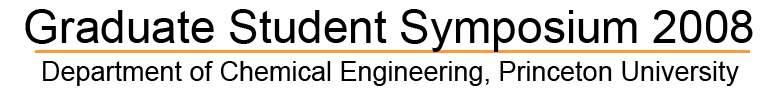 Graduate Student Symposium 2008
Department of Chemical Engineering, Princeton University